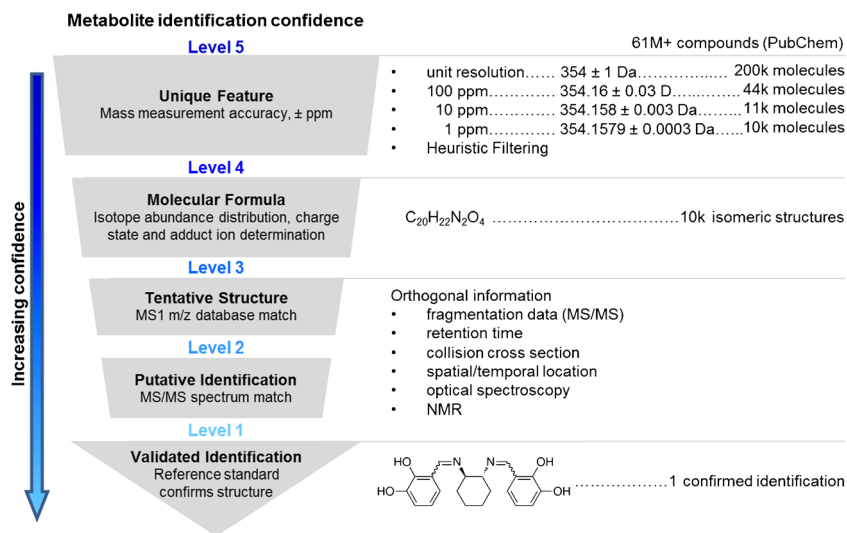 Metabolite identification confidence
Level 5
61M+ compounds (PubChem)
Unique Feature
Mass measurement accuracy, ± ppm
• unit resolution...... 354 ± 1 Da.................. 200k molecules
• 100 ppm............ 354.16 ± 0.03 D............. 44k molecules
• 10 ppm............ 354.158 ± 0.003 Da......... 11k molecules
• 1 ppm............ 354.1579 ± 0.0003 Da...... 10k molecules
• Heuristic Filtering
Level 4
Molecular Formula
Isotope abundance distribution, charge
state and adduct ion determination
C20H22N2O4 .......................................10k isomeric structures
Level 3
Tentative Structure
MS1 m/z database match
Orthogonal information
• fragmentation data (MS/MS)
• retention time
• collision cross section
• spatial/temporal location
• optical spectroscopy
• NMR
Level 2
Putative Identification
MS/MS spectrum match
Level 1
Validated Identification
Reference standard
confirms structure
HO
HO
N
N
OH
OH
...................1 confirmed identification
Increasing confidence